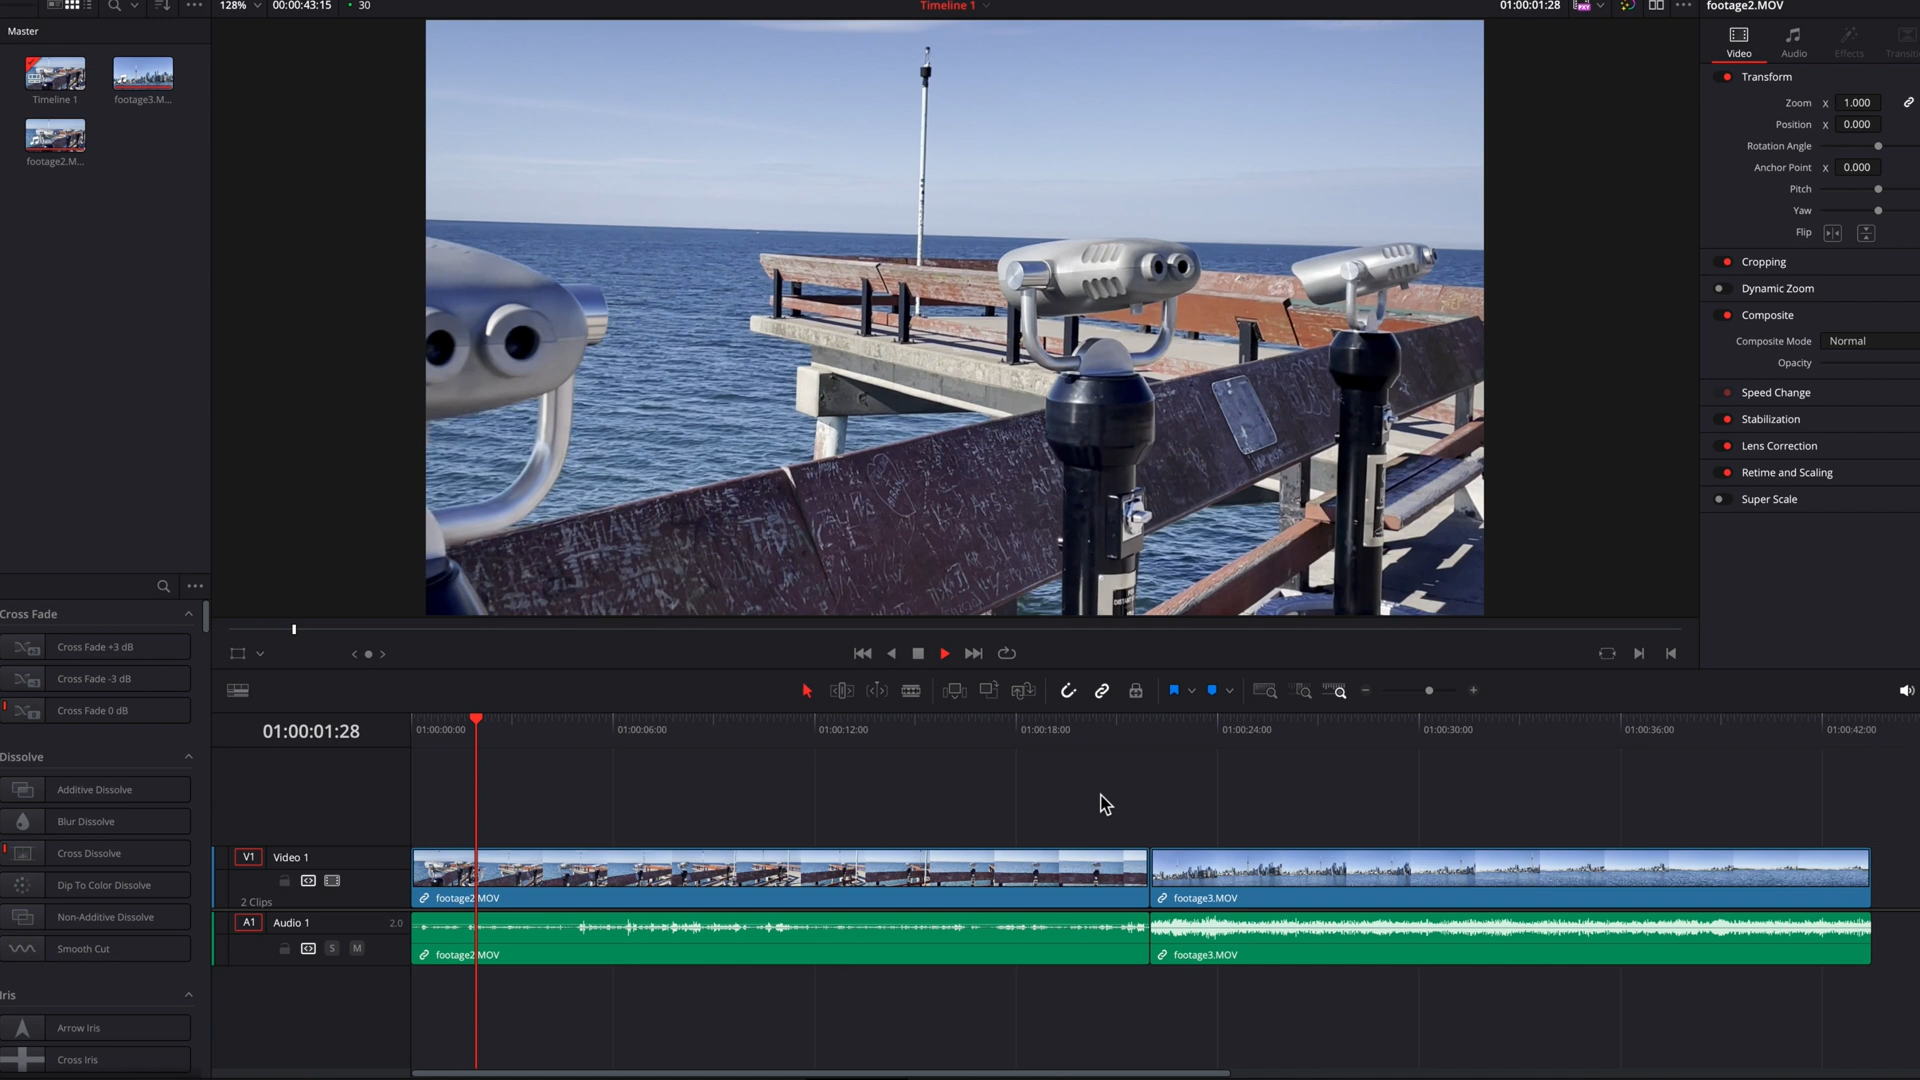 128% 00:00:43:15 30 Timeline 1 01:00:01:28 footage2.MOV
Master
Timeline 1 footage3.M...
footage2.M...
Video Audio Effects Transiti
Transform
Zoom X 1.000
Position X 0.000
Rotation Angle
Anchor Point X 0.000
Pitch
Yaw
Flip
Cropping
Dynamic Zoom
Composite
Composite Mode Normal
Opacity
Speed Change
Stabilization
Lens Correction
Retime and Scaling
Super Scale
Cross Fade
Cross Fade +3 dB
Cross Fade -3 dB
Cross Fade 0 dB
Dissolve
Additive Dissolve
Blur Dissolve
Cross Dissolve
Dip To Color Dissolve
Non-Additive Dissolve
Smooth Cut
Iris
Arrow Iris
Cross Iris
01:00:01:28 01:00:00:00 01:00:06:00 01:00:12:00 01:00:18:00 01:00:24:00 01:00:30:00 01:00:36:00 01:00:42:00
V1 Video 1
2 Clips
footage2.MOV footage3.MOV
A1 Audio 1 2.0
S M
footage2.MOV footage3.MOV